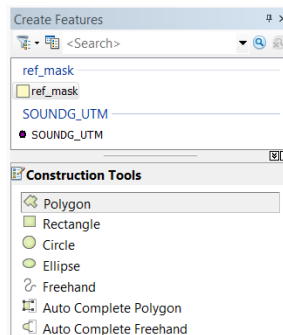 Create Features
<Search>
ref_mask
ref_mask
SOUNDG_UTM
SOUNDG_UTM
Construction Tools
Polygon
Rectangle
Circle
Ellipse
Freehand
Auto Complete Polygon
Auto Complete Freehand